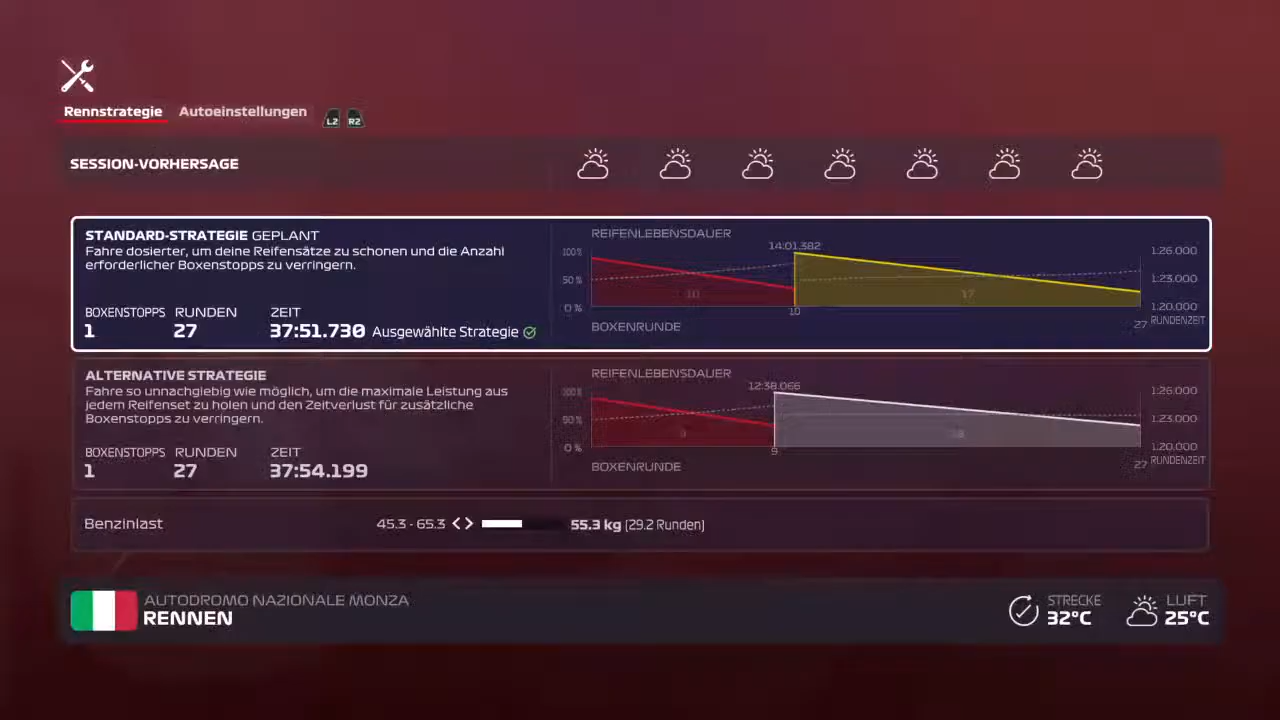 Rennstrategie Autoeinstellungen L2 R2
SESSION-VORHERSAGE
STANDARD-STRATEGIE GEPLANT
Fahre dosierter, um deine Reifensätze zu schonen und die Anzahl
erforderlicher Boxenstopps zu verringern.
BOXENSTOPPS RUNDEN ZEIT
1 27 37:51.730 Ausgewählte Strategie
REIFENLEBENSDAUER
14:01.382
100%
50%
0%
10
17
10
27
1:26.000
1:23.000
1:20.000
RUNDENZEIT
BOXENRUNDE
ALTERNATIVE STRATEGIE
Fahre so unnachgiebig wie möglich, um die maximale Leistung aus
jedem Reifenset zu holen und den Zeitverlust für zusätzliche
Boxenstopps zu verringern.
BOXENSTOPPS RUNDEN ZEIT
1 27 37:54.199
REIFENLEBENSDAUER
12:38.066
100%
50%
0%
9
18
9
27
1:26.000
1:23.000
1:20.000
RUNDENZEIT
BOXENRUNDE
Benzinlast 45.3 - 65.3 <> 55.3 kg (29.2 Runden)
AUTODROMO NAZIONALE MONZA
RENNEN
STRECKE
32°C
LUFT
25°C